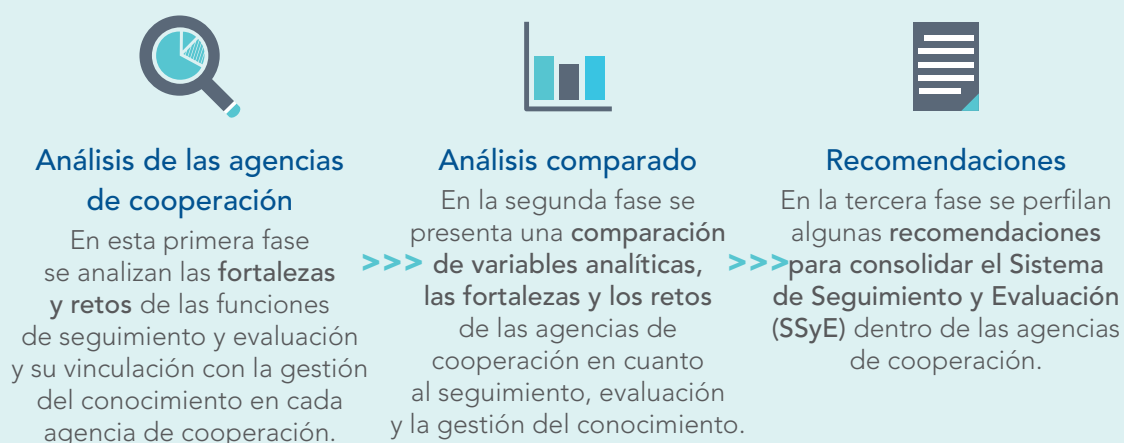 Análisis de las agencias
de cooperación
En esta primera fase
se analizan las fortalezas
y retos de las funciones
de seguimiento y evaluación
y su vinculación con la gestión
del conocimiento en cada
agencia de cooperación.
>>>
Análisis comparado
En la segunda fase se
presenta una comparación
de variables analíticas,
las fortalezas y los retos
de las agencias de
cooperación en cuanto
al seguimiento, evaluación
y la gestión del conocimiento.
>>>
Recomendaciones
En la tercera fase se perfilan
algunas recomendaciones
para consolidar el Sistema
de Seguimiento y Evaluación
(SSyE) dentro de las agencias
de cooperación.